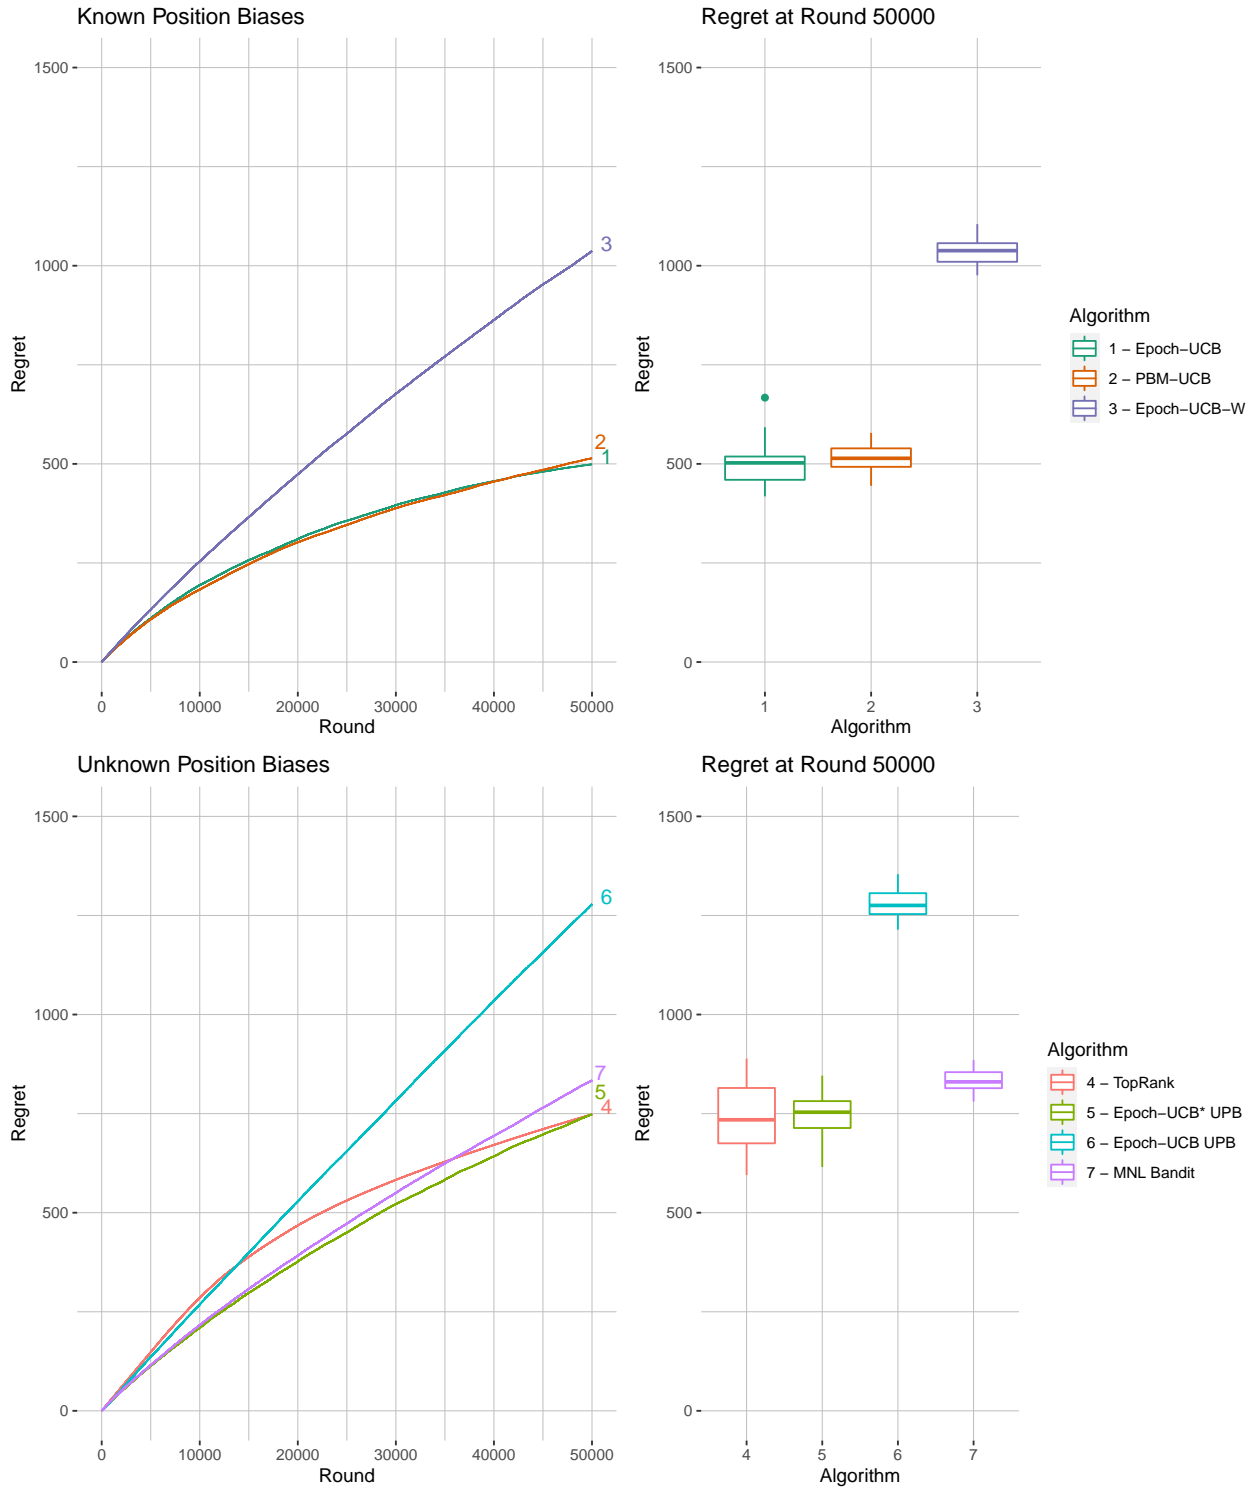 Known Position Biases
Regret at Round 50000
1500
1000
500
0
Regret
3
2
1
0 10000 20000 30000 40000 50000
Round
1500
1000
500
0
Regret
1 2 3
Algorithm
Algorithm
1 – Epoch–UCB
2 – PBM–UCB
3 – Epoch–UCB–W
Unknown Position Biases
Regret at Round 50000
1500
1000
500
0
Regret
6
7
5
4
0 10000 20000 30000 40000 50000
Round
1500
1000
500
0
Regret
4 5 6 7
Algorithm
Algorithm
4 – TopRank
5 – Epoch–UCB* UPB
6 – Epoch–UCB UPB
7 – MNL Bandit